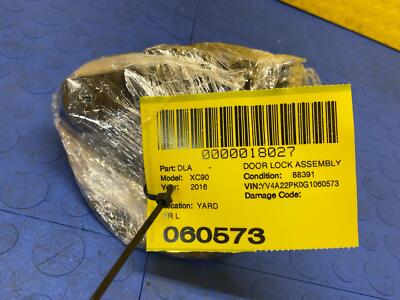 0000018027
Part: DLA - DOOR LOCK ASSEMBLY
Model: XC90 Condition: 88391
Year: 2016 VIN:YV4A22PK0G1060573
Damage Code:
Location: YARD
FR L
060573